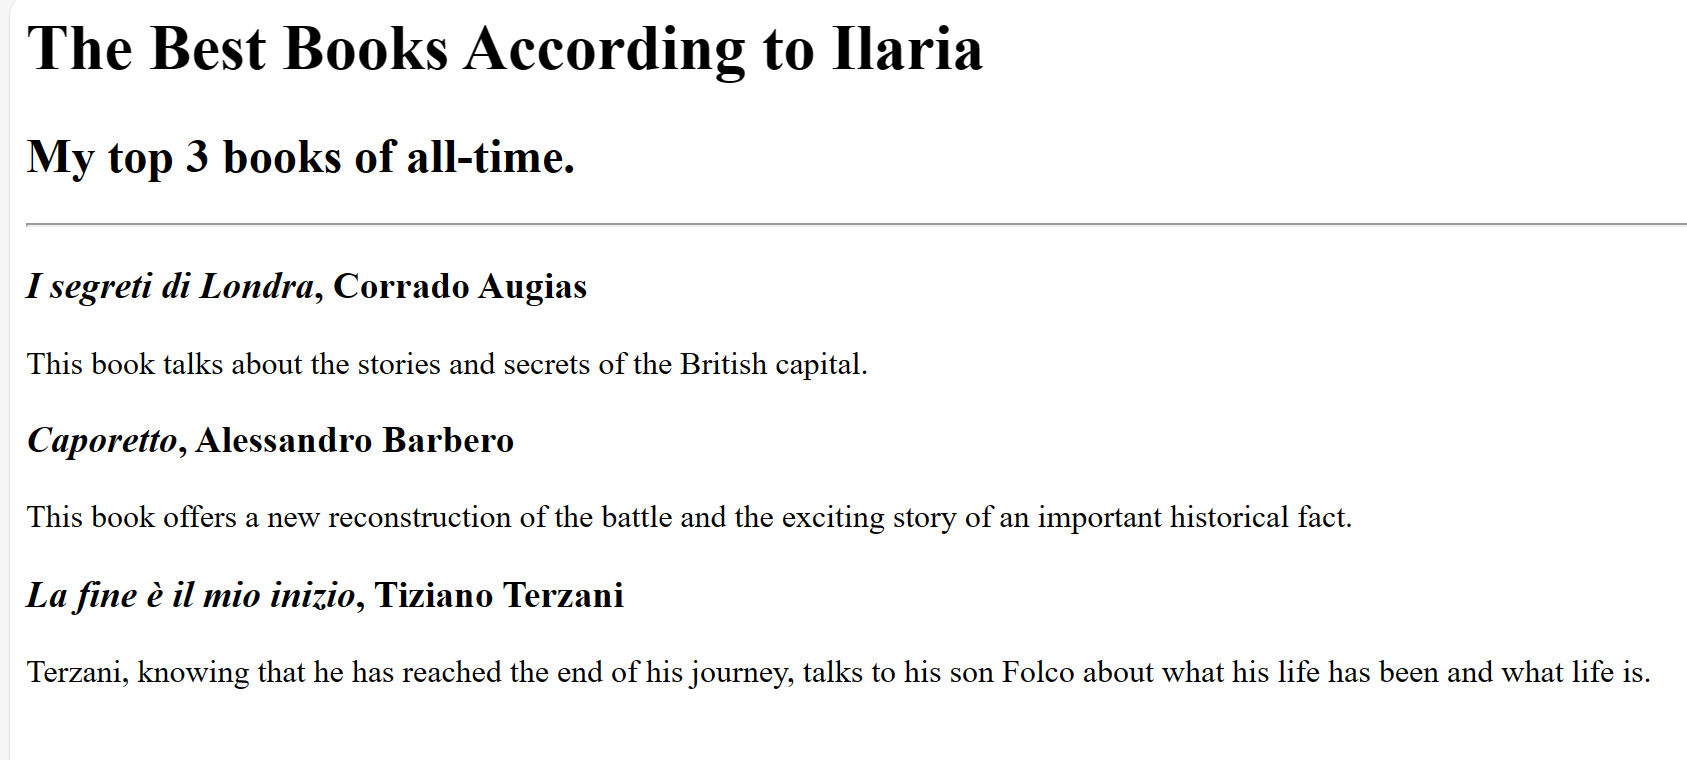 The Best Books According to Ilaria
My top 3 books of all-time.
I segreti di Londra, Corrado Augias
This book talks about the stories and secrets of the British capital.
Caporetto, Alessandro Barbero
This book offers a new reconstruction of the battle and the exciting story of an important historical fact.
La fine è il mio inizio, Tiziano Terzani
Terzani, knowing that he has reached the end of his journey, talks to his son Folco about what his life has been and what life is.